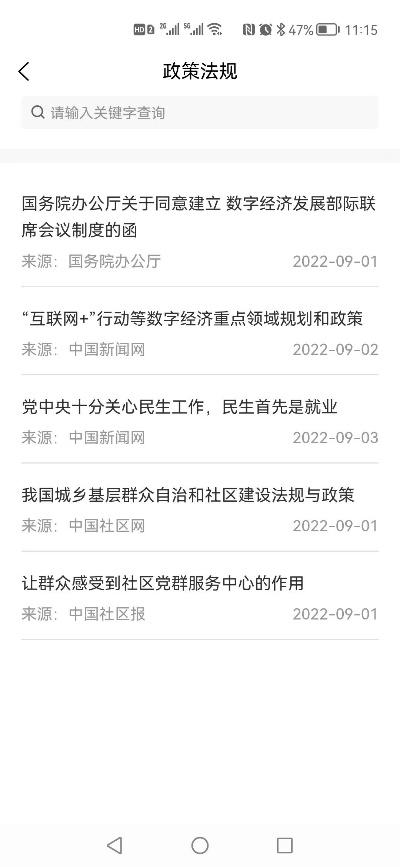 HD 2 2G 5G 47% 11:15
政策法规
请输入关键字查询
国务院办公厅关于同意建立 数字经济发展部际联
席会议制度的函
来源：国务院办公厅 2022-09-01
“互联网+”行动等数字经济重点领域规划和政策
来源：中国新闻网 2022-09-02
党中央十分关心民生工作，民生首先是就业
来源：中国新闻网 2022-09-03
我国城乡基层群众自治和社区建设法规与政策
来源：中国社区网 2022-09-01
让群众感受到社区党群服务中心的作用
来源：中国社区报 2022-09-01